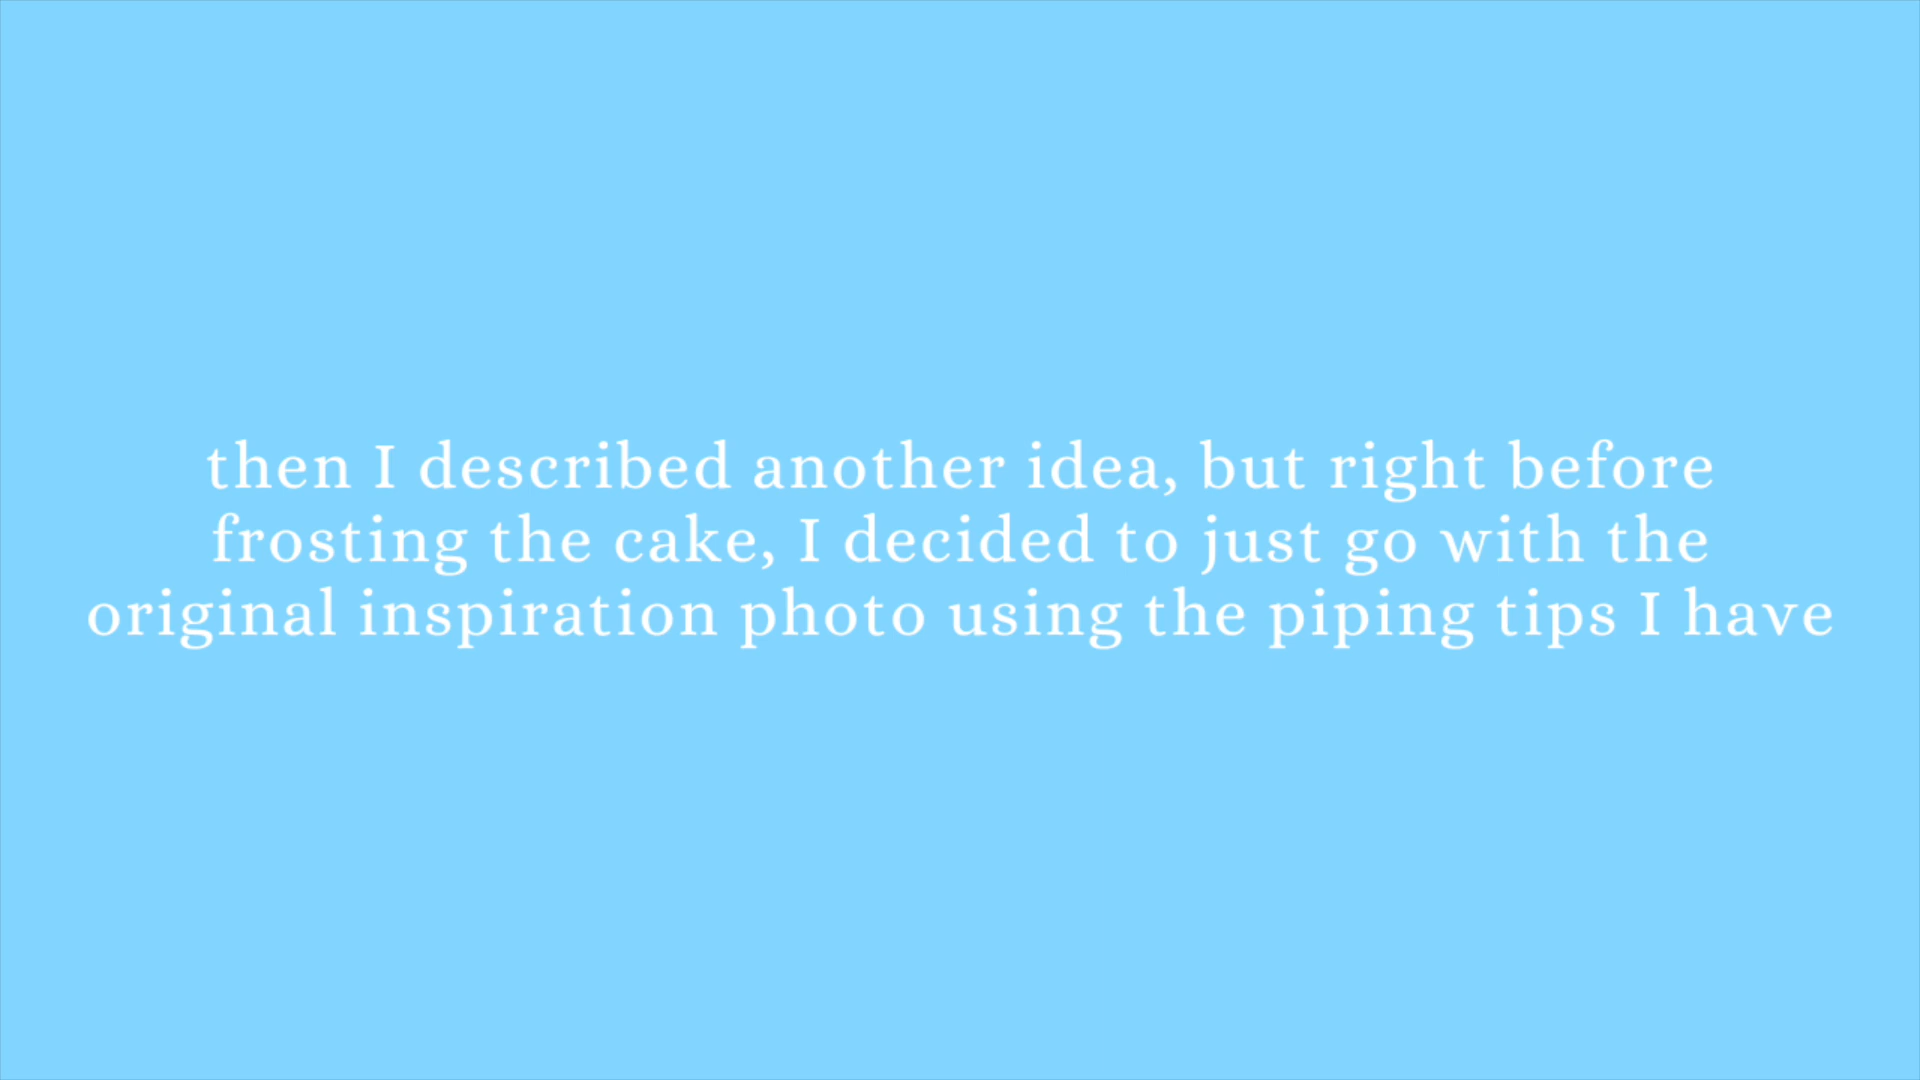 then I described another idea, but right before
frosting the cake, I decided to just go with the
original inspiration photo using the piping tips I have